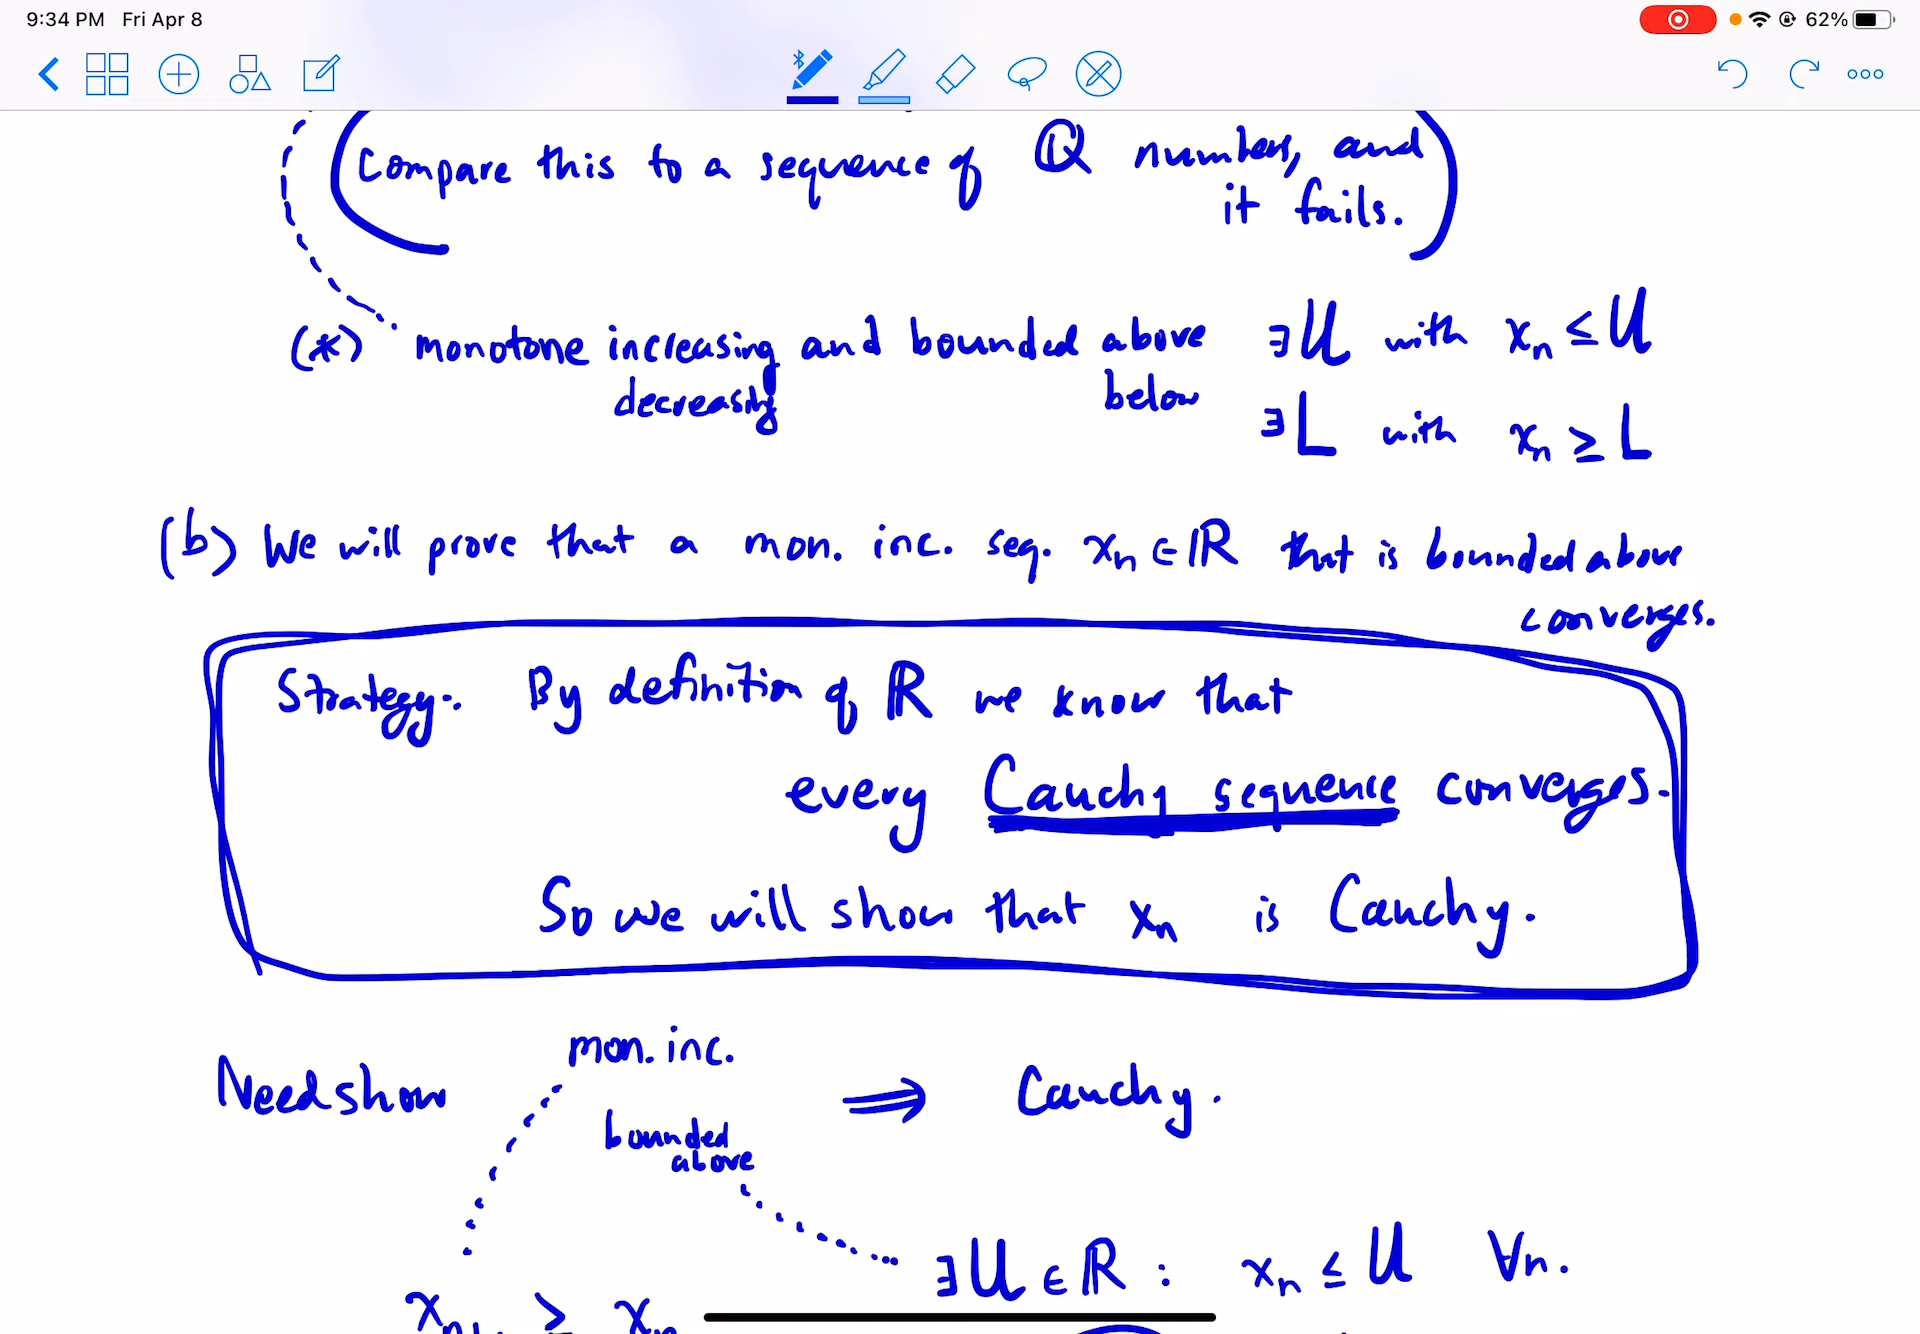 9:34 PM Fri Apr 8
62%
(Compare this to a sequence of ℚ numbers, and
it fails.)
(*) monotone increasing and bounded above ∃U with xₙ ≤ U
decreasing below ∃L with xₙ ≥ L
(b) We will prove that a mon. inc. seq. xₙ ∈ ℝ that is bounded above
converges.
Strategy: By definition of ℝ we know that
every Cauchy sequence converges.
So we will show that xₙ is Cauchy.
mon. inc.
Need show ⇒ Cauchy.
bounded
above
∃U ∈ ℝ : xₙ ≤ U ∀n.
≥ xₙ